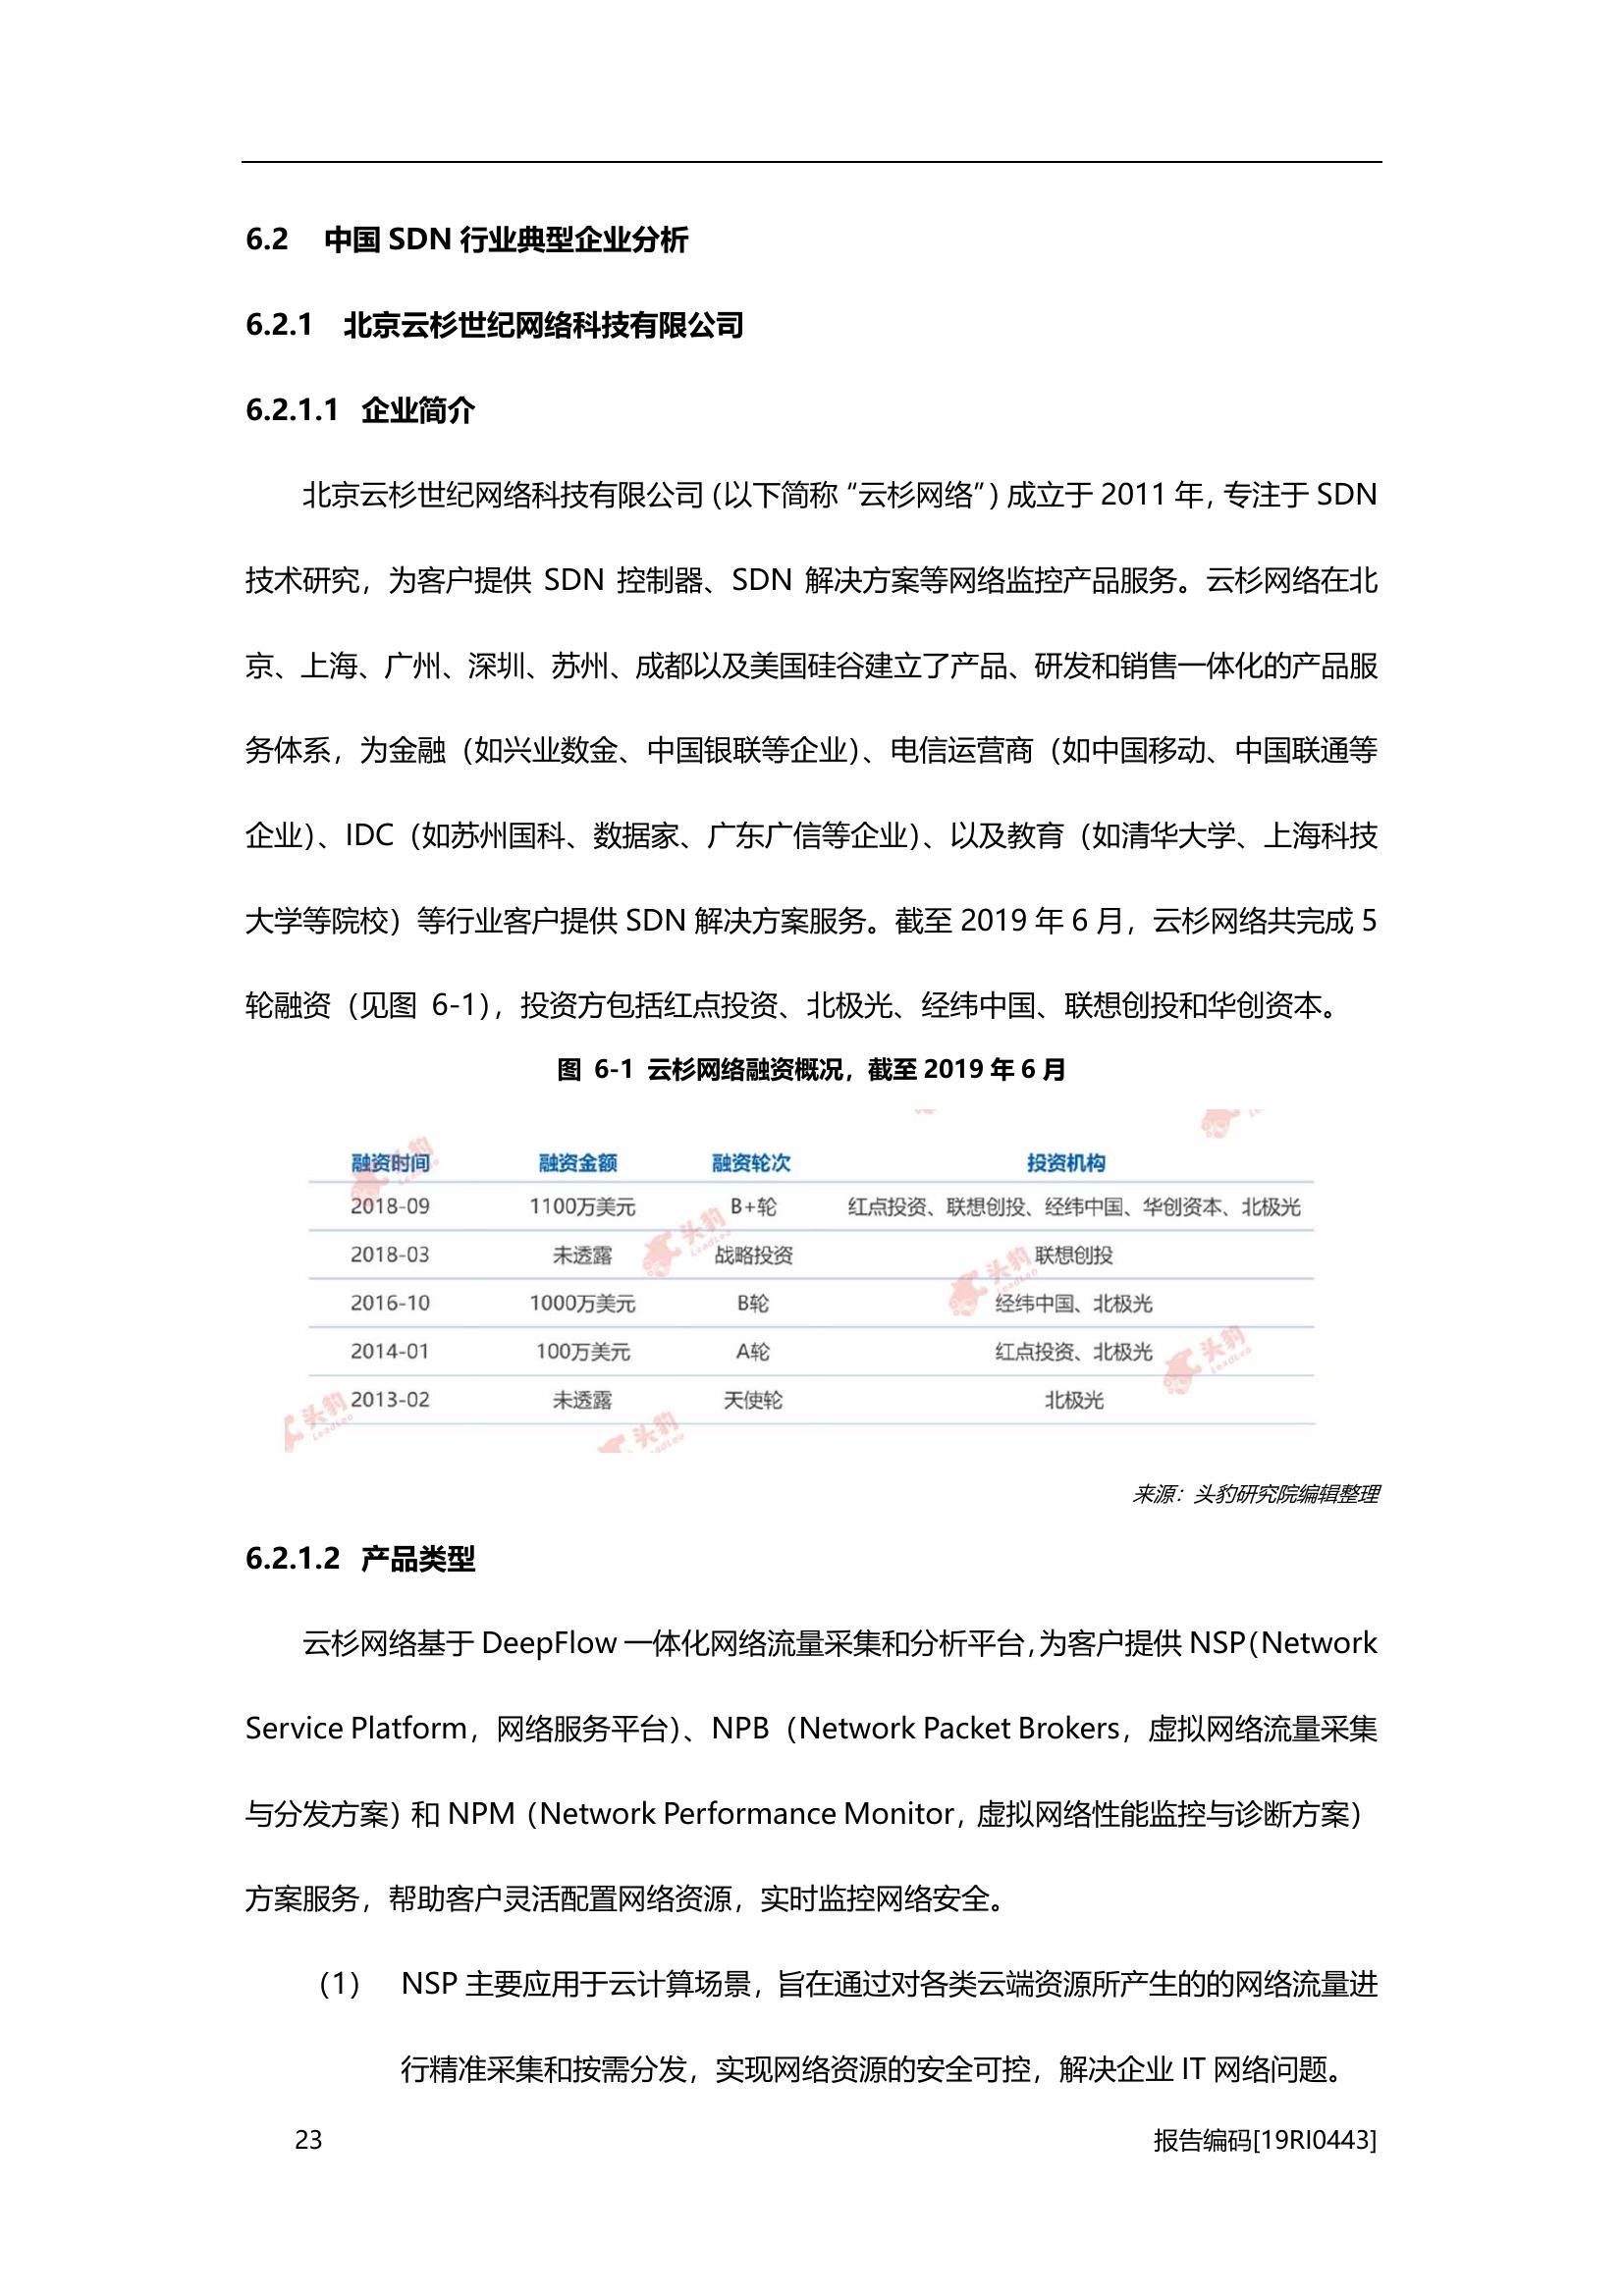 6.2 中国 SDN 行业典型企业分析
6.2.1 北京云杉世纪网络科技有限公司
6.2.1.1 企业简介
北京云杉世纪网络科技有限公司（以下简称“云杉网络”）成立于 2011 年，专注于 SDN
技术研究，为客户提供 SDN 控制器、SDN 解决方案等网络监控产品服务。云杉网络在北
京、上海、广州、深圳、苏州、成都以及美国硅谷建立了产品、研发和销售一体化的产品服
务体系，为金融（如兴业数金、中国银联等企业）、电信运营商（如中国移动、中国联通等
企业）、IDC（如苏州国科、数据家、广东广信等企业）、以及教育（如清华大学、上海科技
大学等院校）等行业客户提供 SDN 解决方案服务。截至 2019 年 6 月，云杉网络共完成 5
轮融资（见图 6-1），投资方包括红点投资、北极光、经纬中国、联想创投和华创资本。
图 6-1 云杉网络融资概况，截至 2019 年 6 月
融资时间 融资金额 融资轮次 投资机构
2018-09 1100万美元 B+轮 红点投资、联想创投、经纬中国、华创资本、北极光
2018-03 未透露 战略投资 联想创投
2016-10 1000万美元 B轮 经纬中国、北极光
2014-01 100万美元 A轮 红点投资、北极光
2013-02 未透露 天使轮 北极光
来源：头豹研究院编辑整理
6.2.1.2 产品类型
云杉网络基于 DeepFlow 一体化网络流量采集和分析平台，为客户提供 NSP（Network
Service Platform，网络服务平台）、NPB（Network Packet Brokers，虚拟网络流量采集
与分发方案）和 NPM（Network Performance Monitor，虚拟网络性能监控与诊断方案）
方案服务，帮助客户灵活配置网络资源，实时监控网络安全。
（1） NSP 主要应用于云计算场景，旨在通过对各类云端资源所产生的的网络流量进
行精准采集和按需分发，实现网络资源的安全可控，解决企业 IT 网络问题。
23 报告编码[19RI0443]